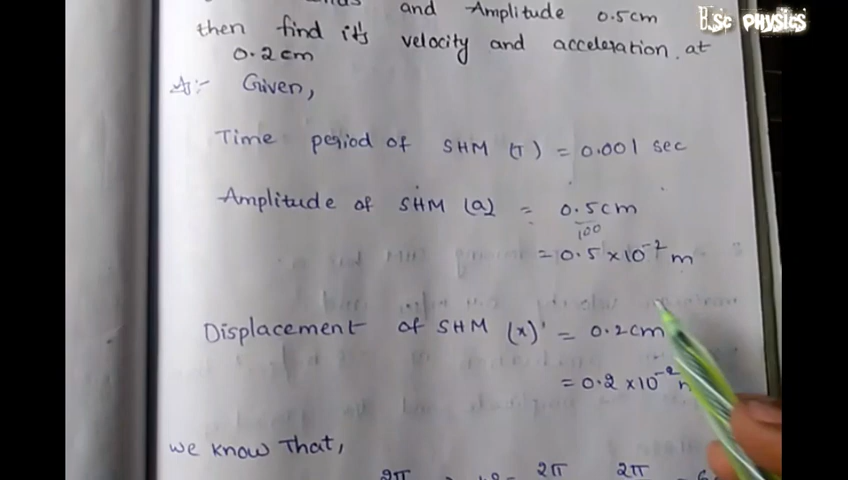 and Amplitude 0.5cm
B.Sc PHYSICS
then find it's velocity and acceleration. at
0.2cm
A:- Given,
Time period of SHM (T) = 0.001 sec
Amplitude of SHM (a) = 0.5cm
100
= 0.5 × 10⁻² m
Displacement of SHM (x) = 0.2cm
= 0.2 × 10⁻² m
we know That,
2π 2π 2π